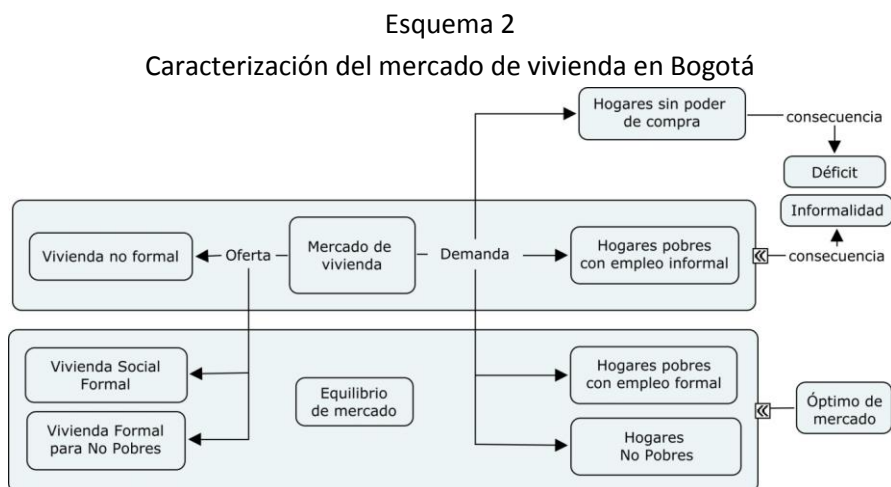 Esquema 2
Caracterización del mercado de vivienda en Bogotá
Hogares sin poder
de compra
consecuencia
Déficit
Informalidad
Vivienda no formal
Oferta
Mercado de
vivienda
Demanda
Hogares pobres
con empleo informal
consecuencia
Vivienda Social
Formal
Equilibrio
de mercado
Hogares pobres
con empleo formal
Óptimo de
mercado
Vivienda Formal
para No Pobres
Hogares
No Pobres